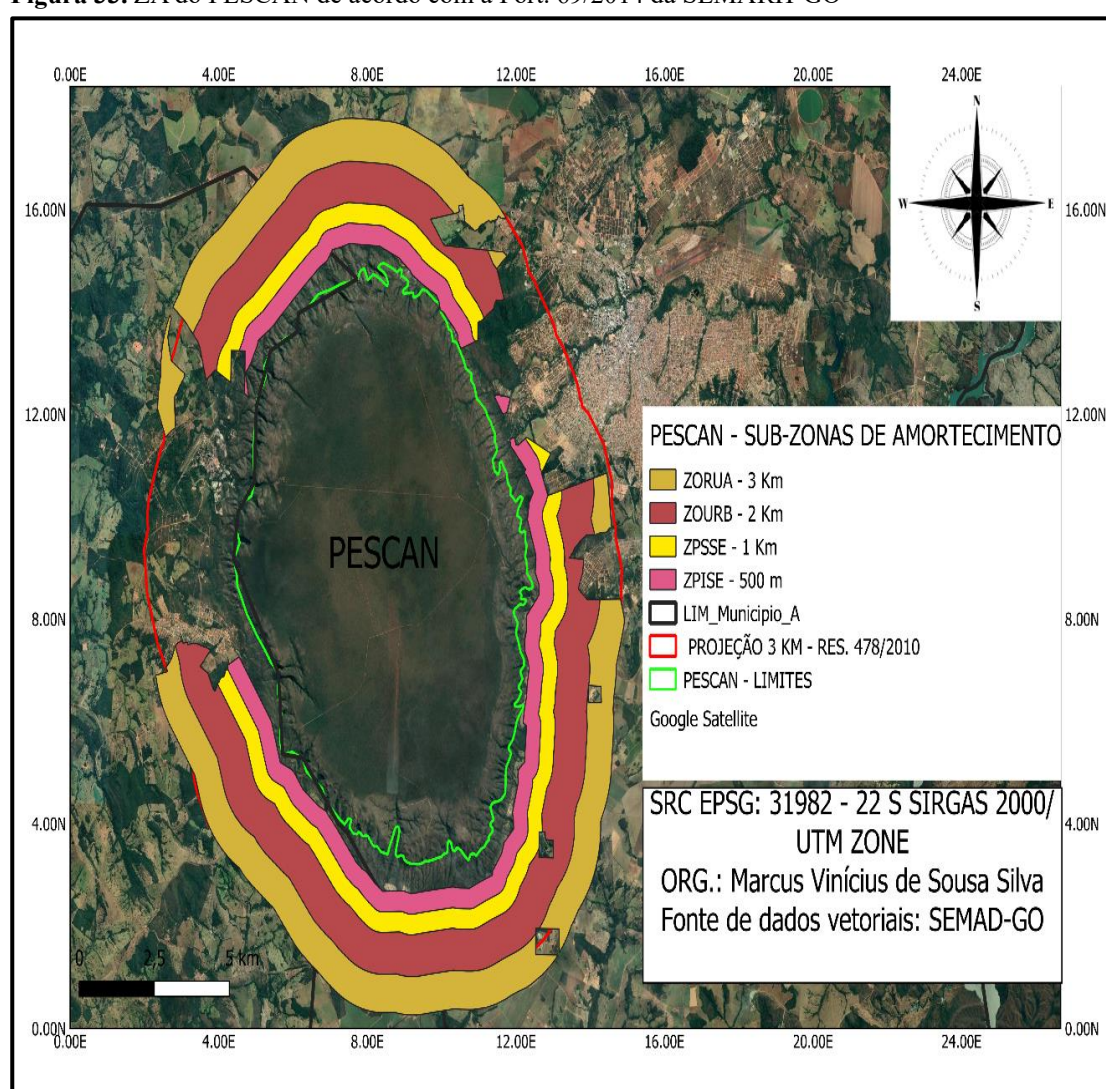 Figura 35. ZA do PESCAN de acordo com a Port. 69/2014 da SEMARH-GO
0.00E 4.00E 8.00E 12.00E 16.00E 20.00E 24.00E
N
W E
S
16.00N 16.00N
12.00N 12.00N
PESCAN - SUB-ZONAS DE AMORTECIMENTO
ZORUA - 3 Km
ZOURB - 2 Km
ZPSSE - 1 Km
ZPISE - 500 m
LIM_Municipio_A
PROJEÇÃO 3 KM - RES. 478/2010
PESCAN - LIMITES
Google Satellite
PESCAN
8.00N 8.00N
SRC EPSG: 31982 - 22 S SIRGAS 2000/
UTM ZONE
ORG.: Marcus Vinícius de Sousa Silva
Fonte de dados vetoriais: SEMAD-GO
4.00N 4.00N
0 2,5 5 km
0.00N 0.00N
0.00E 4.00E 8.00E 12.00E 16.00E 20.00E 24.00E